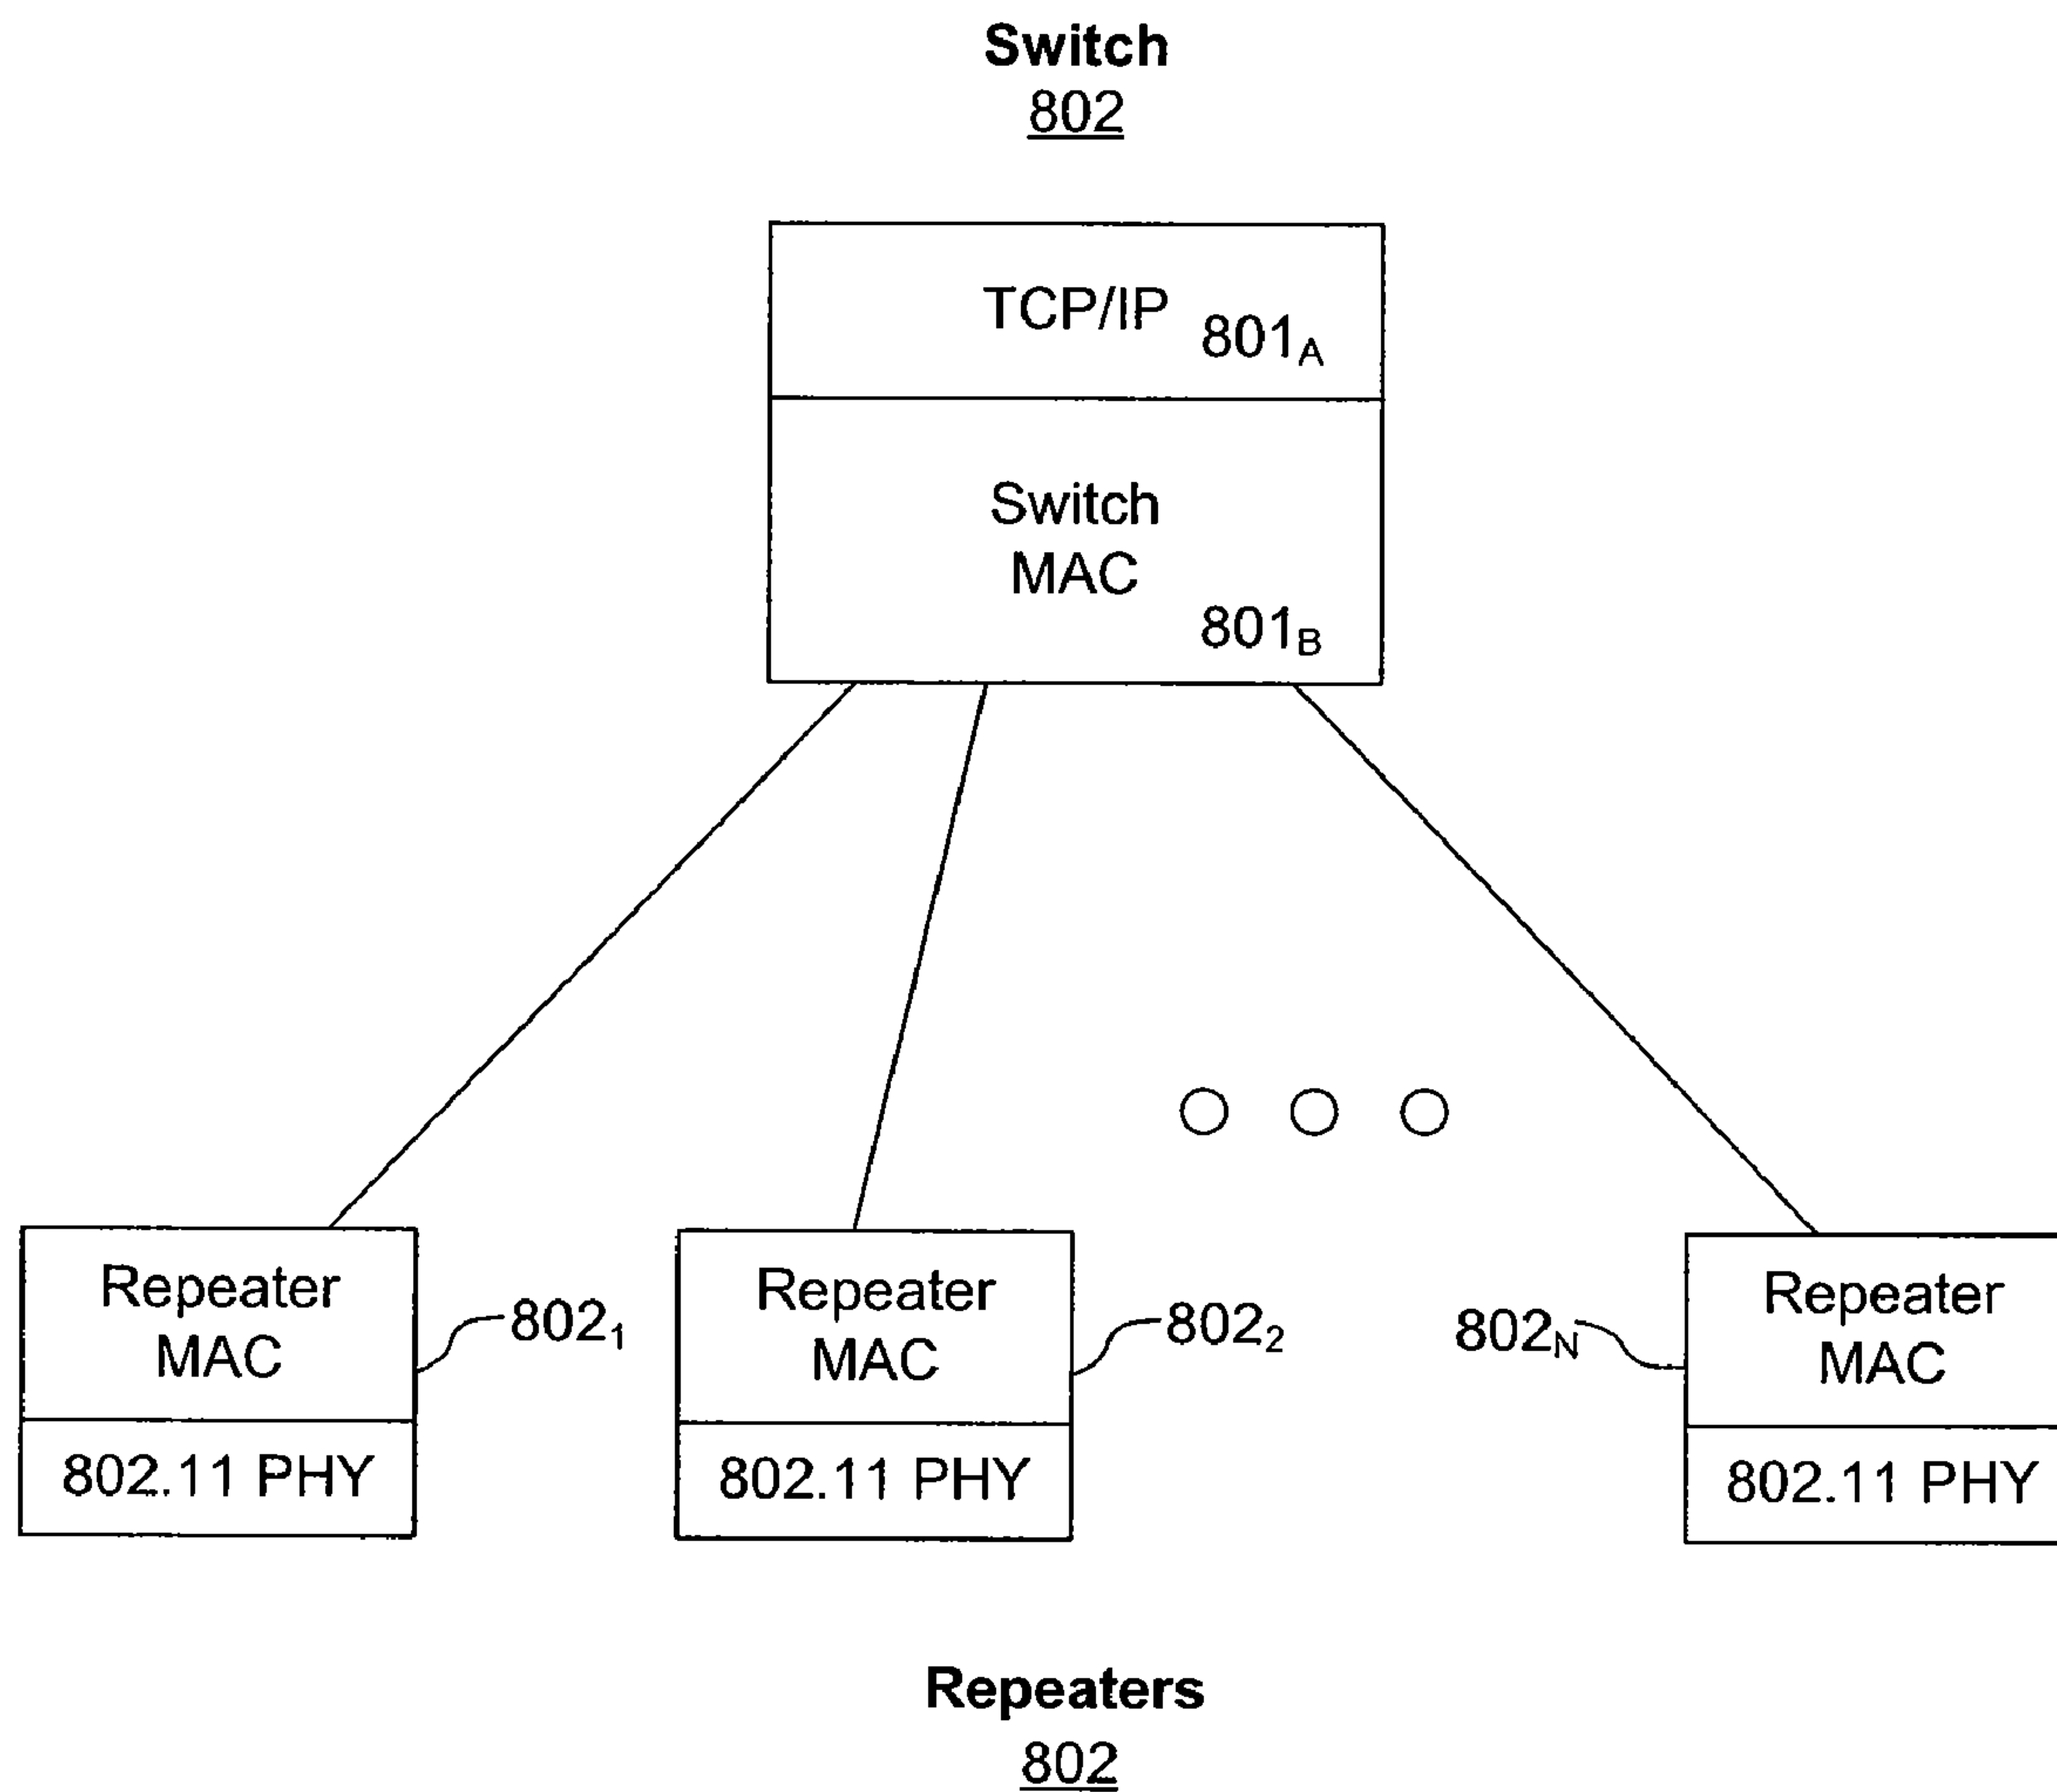 Switch
802
TCP/IP 801A
Switch
MAC
801B
Repeater
MAC
802.11 PHY
8021
Repeater
MAC
802.11 PHY
8022
802N
Repeater
MAC
802.11 PHY
Repeaters
802